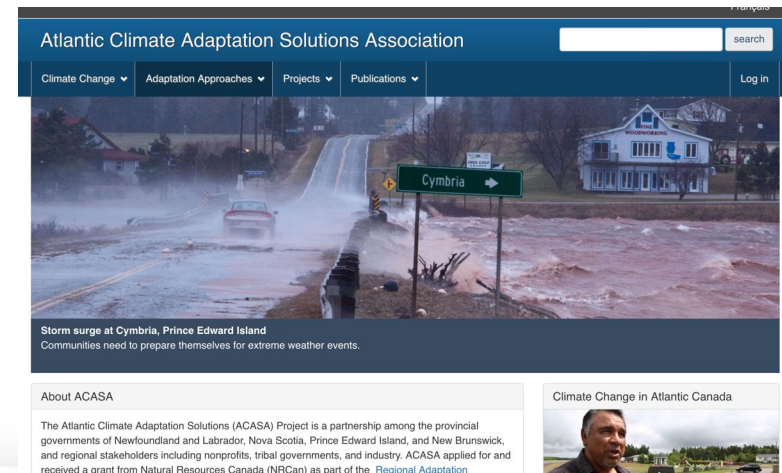 Français
Atlantic Climate Adaptation Solutions Association
search
Climate Change Adaptation Approaches Projects Publications Log in
FINE
WOODWORKING
Cymbria
Storm surge at Cymbria, Prince Edward Island
Communities need to prepare themselves for extreme weather events.
About ACASA
Climate Change in Atlantic Canada
The Atlantic Climate Adaptation Solutions (ACASA) Project is a partnership among the provincial
governments of Newfoundland and Labrador, Nova Scotia, Prince Edward Island, and New Brunswick,
and regional stakeholders including nonprofits, tribal governments, and industry. ACASA applied for and
received a grant from Natural Resources Canada (NRCan) as part of the Regional Adaptation